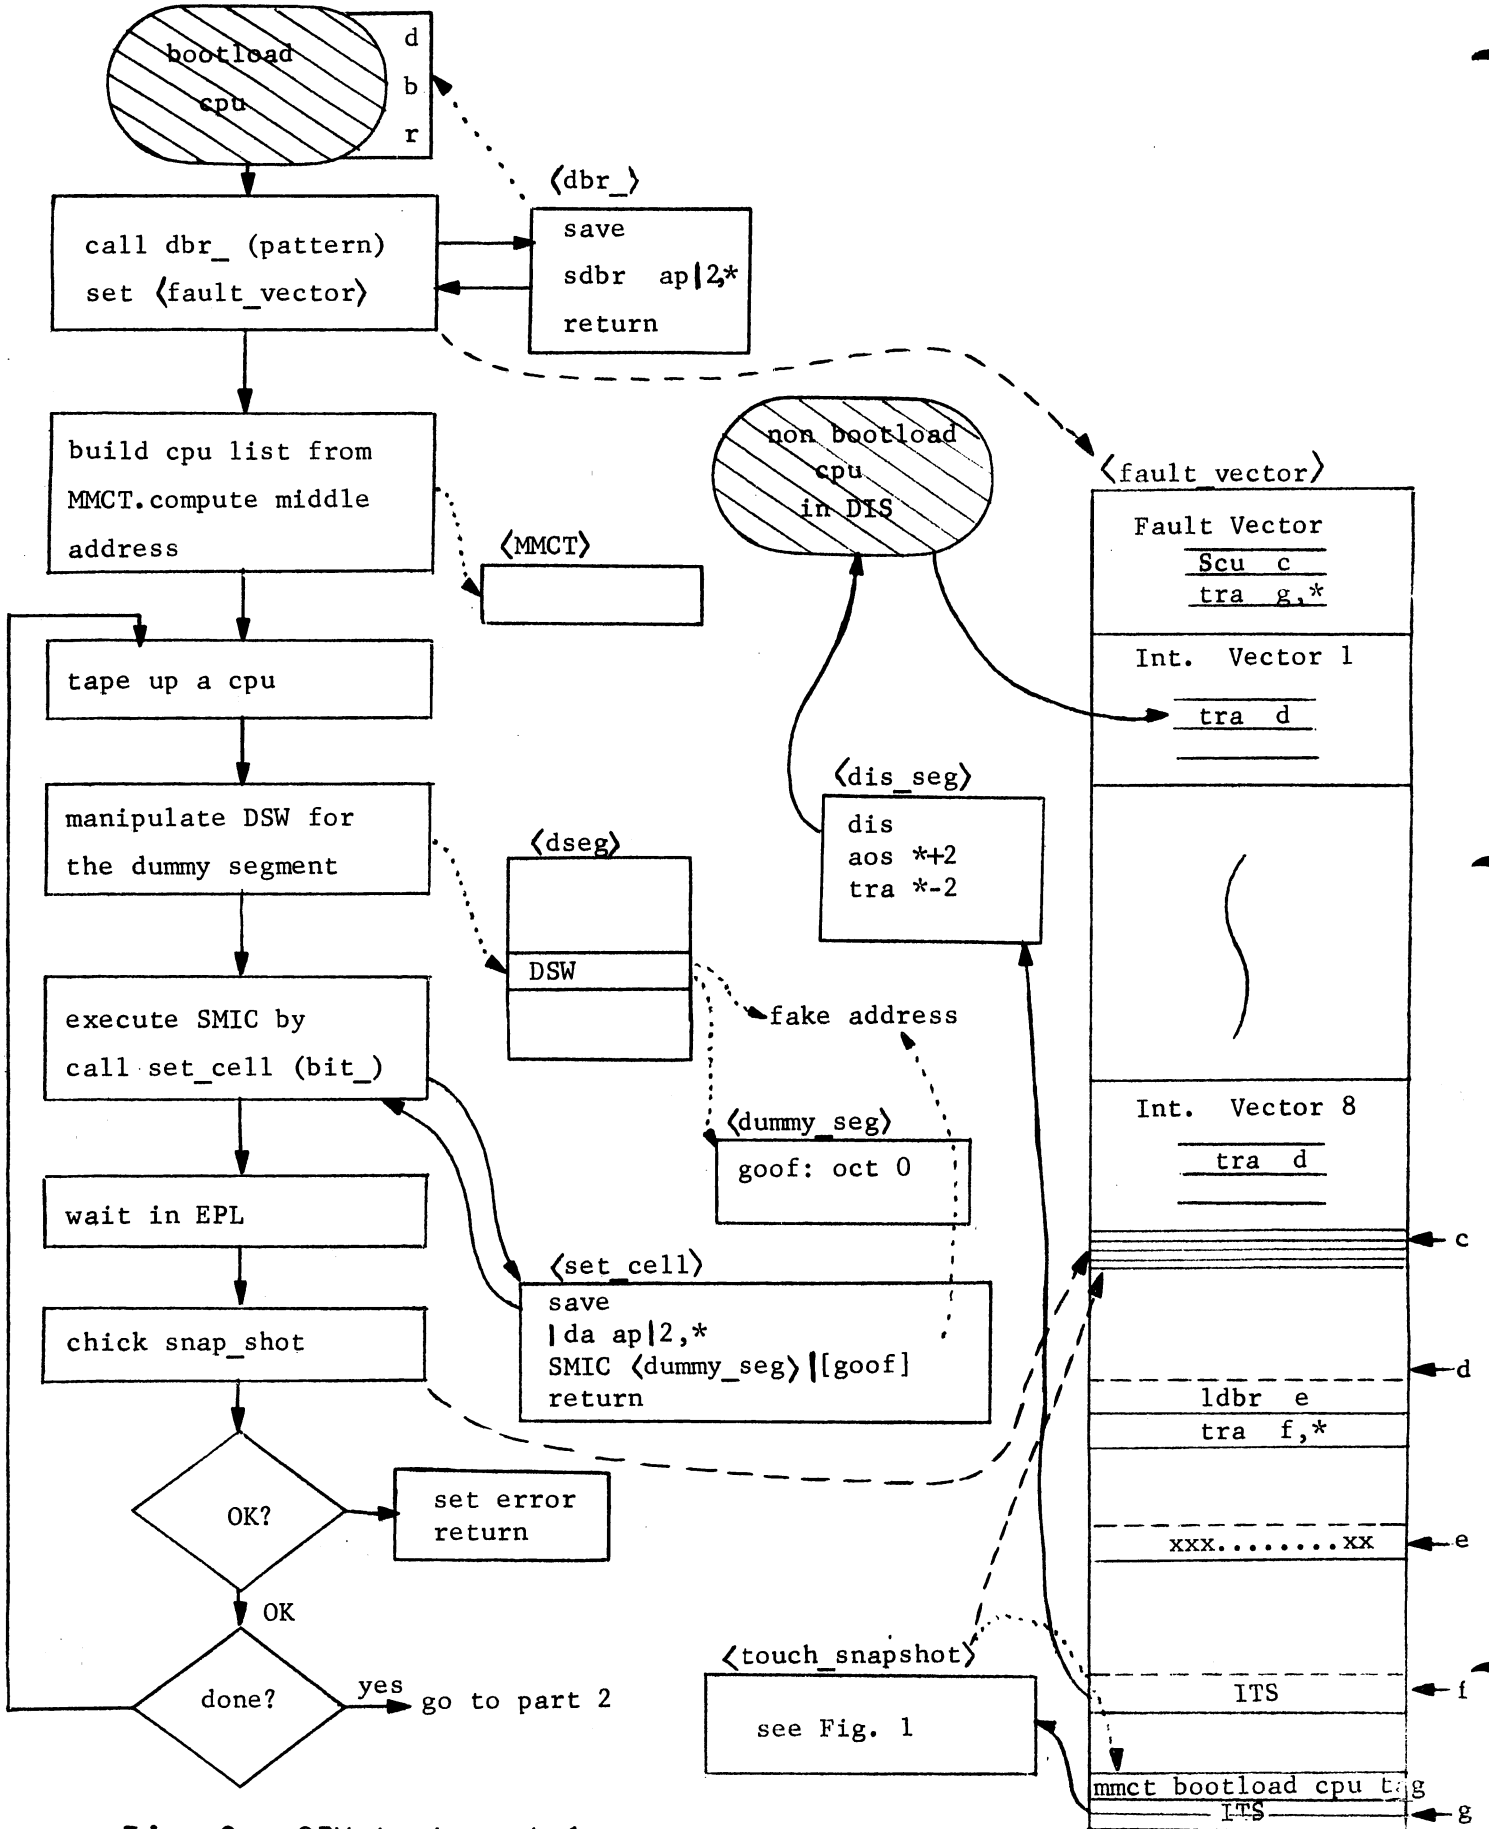 bootload
cpu
d
b
r
<dbr_>
call dbr_ (pattern)
set <fault_vector>
save
sdbr ap|2,*
return
build cpu list from
MMCT.compute middle
address
<MMCT>
non bootload
cpu
in DIS
<fault_vector>
Fault Vector
Scu c
tra g,*
Int. Vector 1
tra d
tape up a cpu
manipulate DSW for
the dummy segment
<dseg>
DSW
<dis_seg>
dis
aos *+2
tra *-2
fake address
execute SMIC by
call set_cell (bit_)
<dummy_seg>
goof: oct 0
Int. Vector 8
tra d
c
wait in EPL
<set_cell>
save
|da ap|2,*
SMIC <dummy_seg>|[goof]
return
chick snap_shot
d
ldbr e
tra f,*
OK?
set error
return
xxx........xx
e
OK
done?
yes
go to part 2
<touch_snapshot>
see Fig. 1
ITS
f
mmct bootload cpu tag
ITS
g